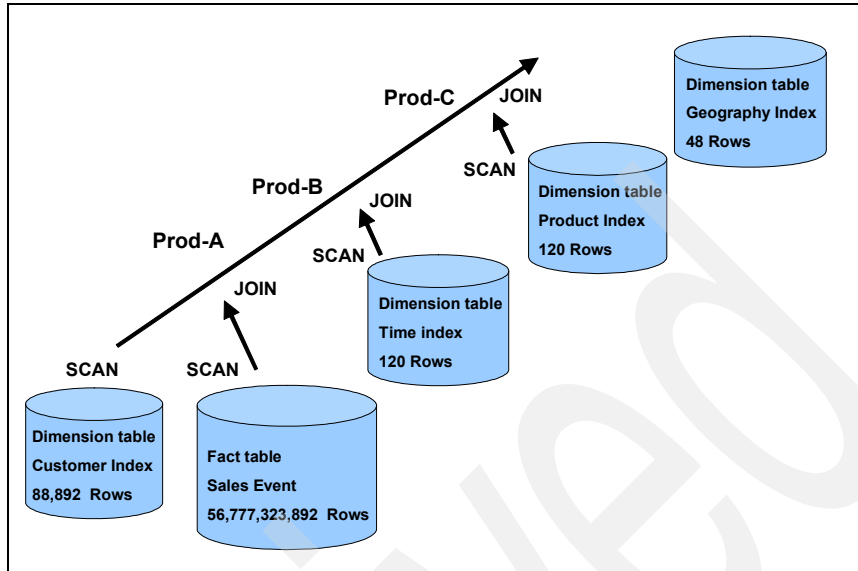 Prod-C
JOIN
SCAN
Prod-B
JOIN
SCAN
Prod-A
JOIN
SCAN
SCAN
Dimension table
Geography Index
48 Rows
Dimension table
Product Index
120 Rows
Dimension table
Time index
120 Rows
Dimension table
Customer Index
88,892 Rows
Fact table
Sales Event
56,777,323,892 Rows